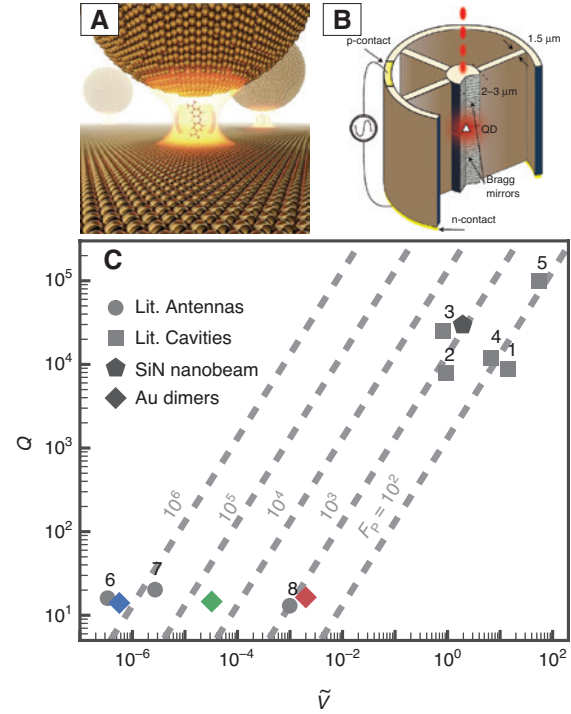 A
B
p-contact
1.5 μm
2–3 μm
QD
Bragg
mirrors
n-contact
C
Lit. Antennas
Lit. Cavities
SiN nanobeam
Au dimers
5
3
4
1
2
10⁶
10⁵
10⁴
10³
F_P = 10²
6
7
8
Q
10⁵
10⁴
10³
10²
10¹
10⁻⁶
10⁻⁴
10⁻²
10⁰
10²
Ṽ